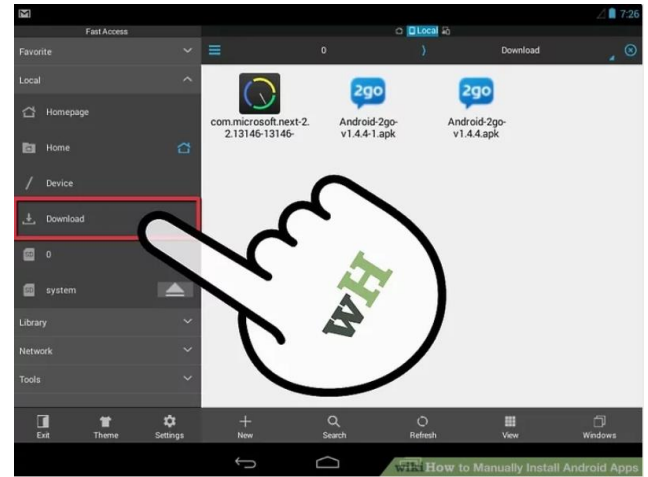 7:26
Fast Access
Local
Favorite
0
Download
Local
Homepage
Home
Device
Download
0
system
Library
Network
Tools
com.microsoft.next-2.
2.13146-13146-
2go
Android-2go-
v1.4.4-1.apk
2go
Android-2go-
v1.4.4.apk
wH
Exit
Theme
Settings
New
Search
Refresh
View
Windows
wikiHow to Manually Install Android Apps